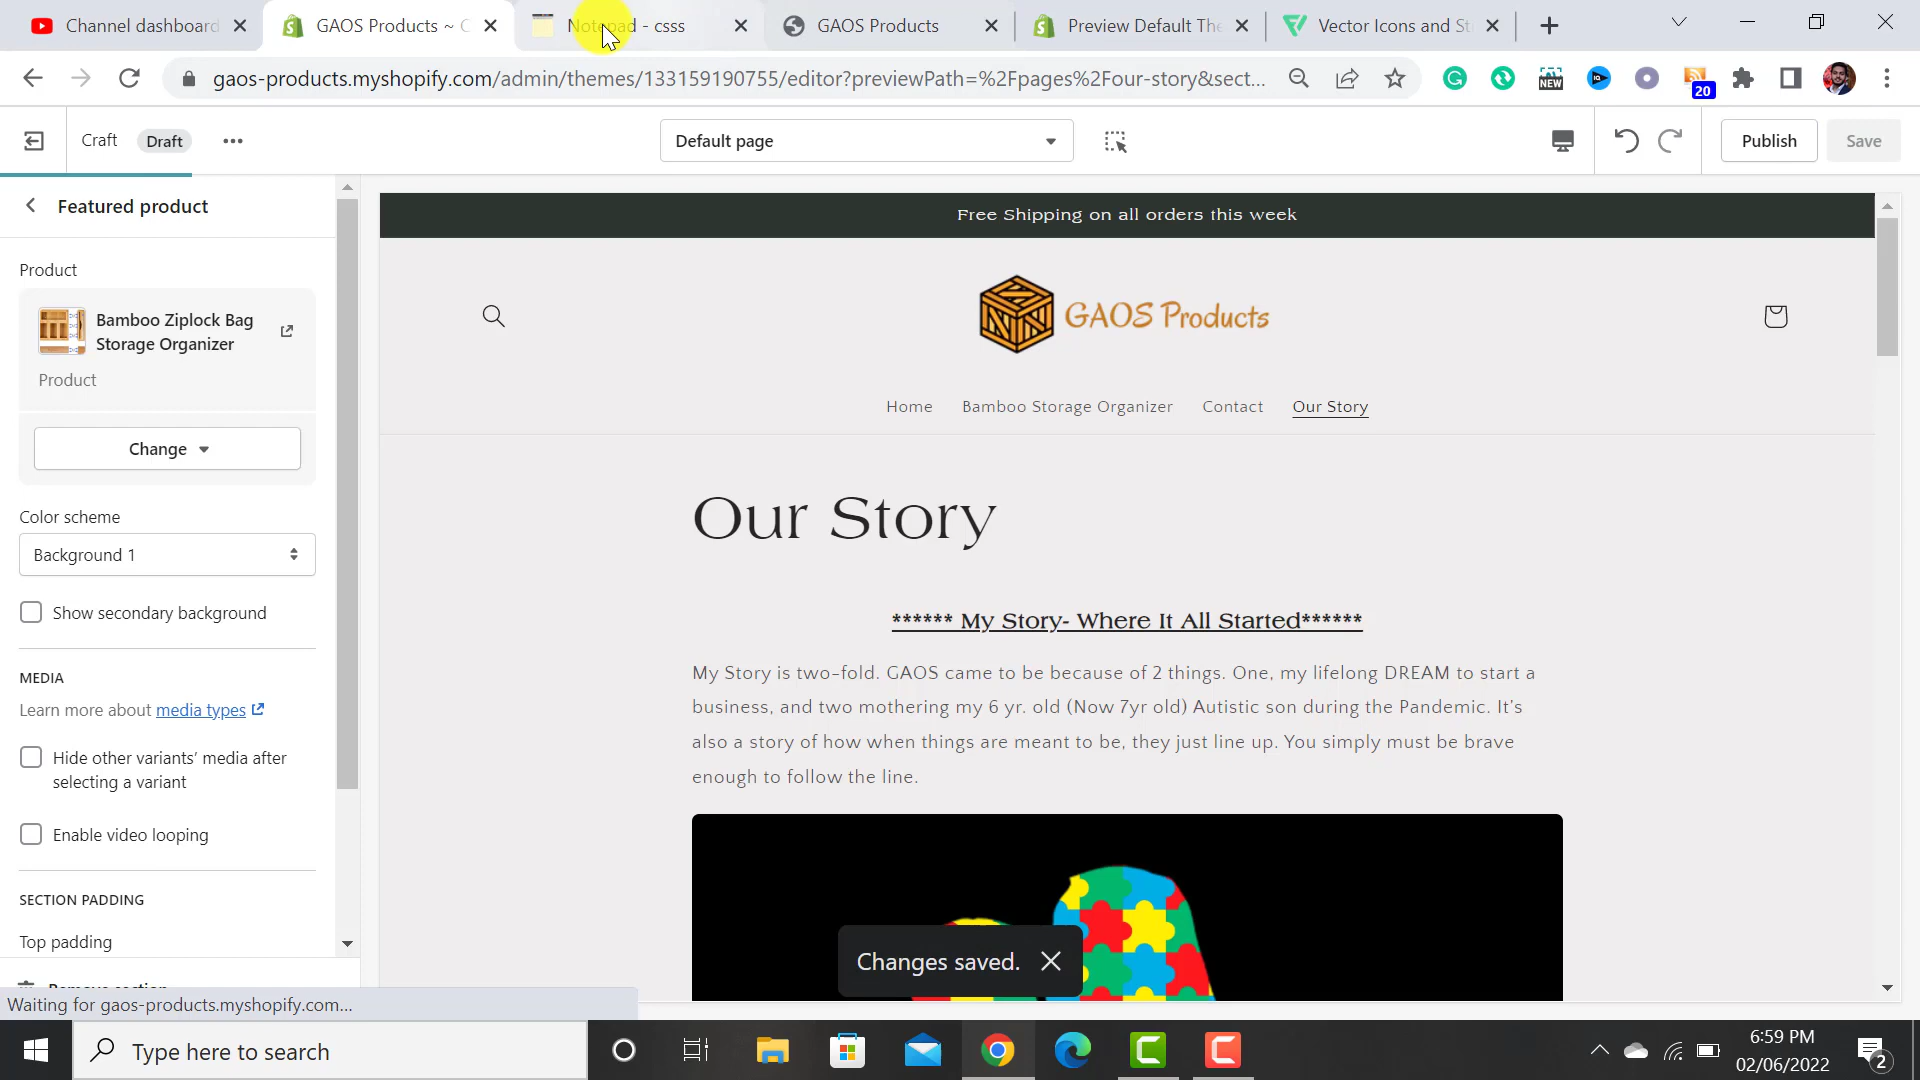 Channel dashboard
GAOS Products ~ C
Notepad - csss
GAOS Products
Preview Default The
Vector Icons and St
gaos-products.myshopify.com/admin/themes/133159190755/editor?previewPath=%2Fpages%2Four-story&sect...
NEW
20
Craft
Draft
Default page
Publish
Save
Featured product
Product
Bamboo Ziplock Bag
Storage Organizer
Product
Change
Color scheme
Background 1
Show secondary background
MEDIA
Learn more about media types
Hide other variants' media after
selecting a variant
Enable video looping
SECTION PADDING
Top padding
Remove section
Waiting for gaos-products.myshopify.com...
Free Shipping on all orders this week
GAOS Products
Home
Bamboo Storage Organizer
Contact
Our Story
Our Story
****** My Story- Where It All Started******
My Story is two-fold. GAOS came to be because of 2 things. One, my lifelong DREAM to start a
business, and two mothering my 6 yr. old (Now 7yr old) Autistic son during the Pandemic. It's
also a story of how when things are meant to be, they just line up. You simply must be brave
enough to follow the line.
Changes saved.
Type here to search
6:59 PM
02/06/2022
2